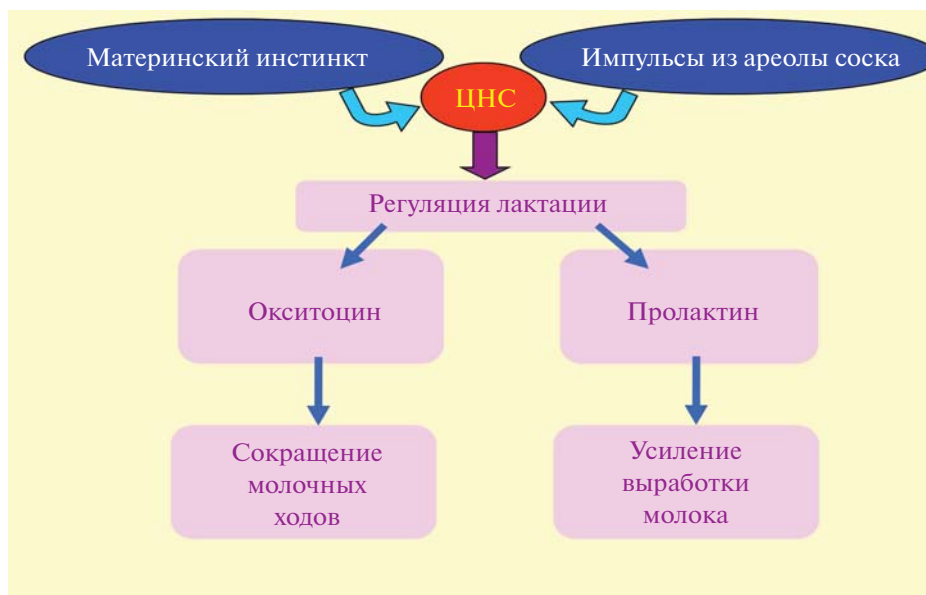 Материнский инстинкт
Импульсы из ареолы соска
ЦНС
Регуляция лактации
Окситоцин
Пролактин
Сокращение
молочных
ходов
Усиление
выработки
молока